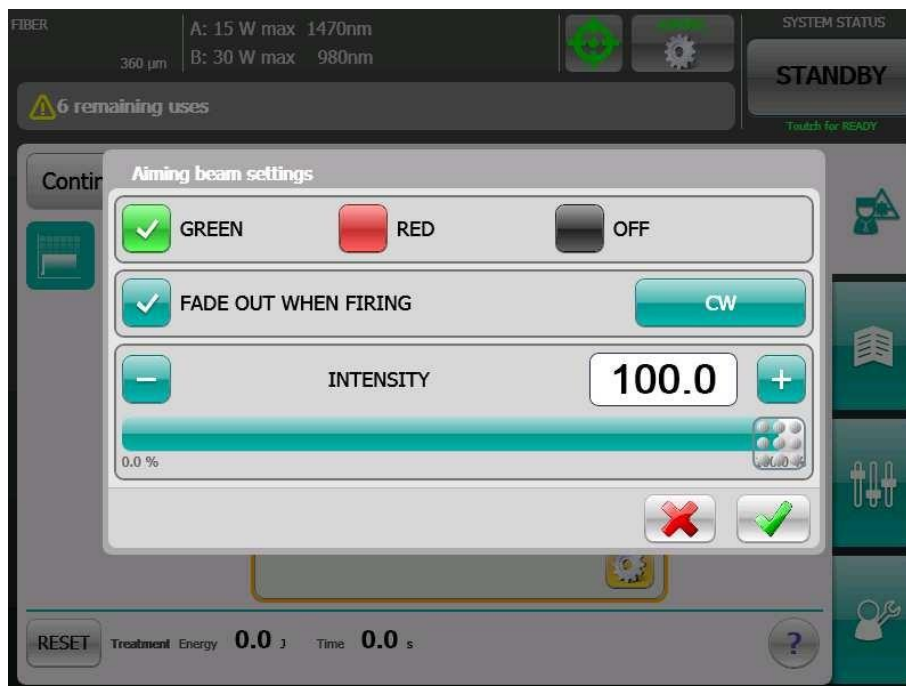 FIBER
360 µm
A: 15 W max 1470nm
B: 30 W max 980nm
SYSTEM STATUS
STANDBY
Toutch for READY
6 remaining uses
Contin
Aiming beam settings
GREEN RED OFF
FADE OUT WHEN FIRING CW
INTENSITY 100.0
0.0 %
RESET Treatment Energy 0.0 J Time 0.0 s
?